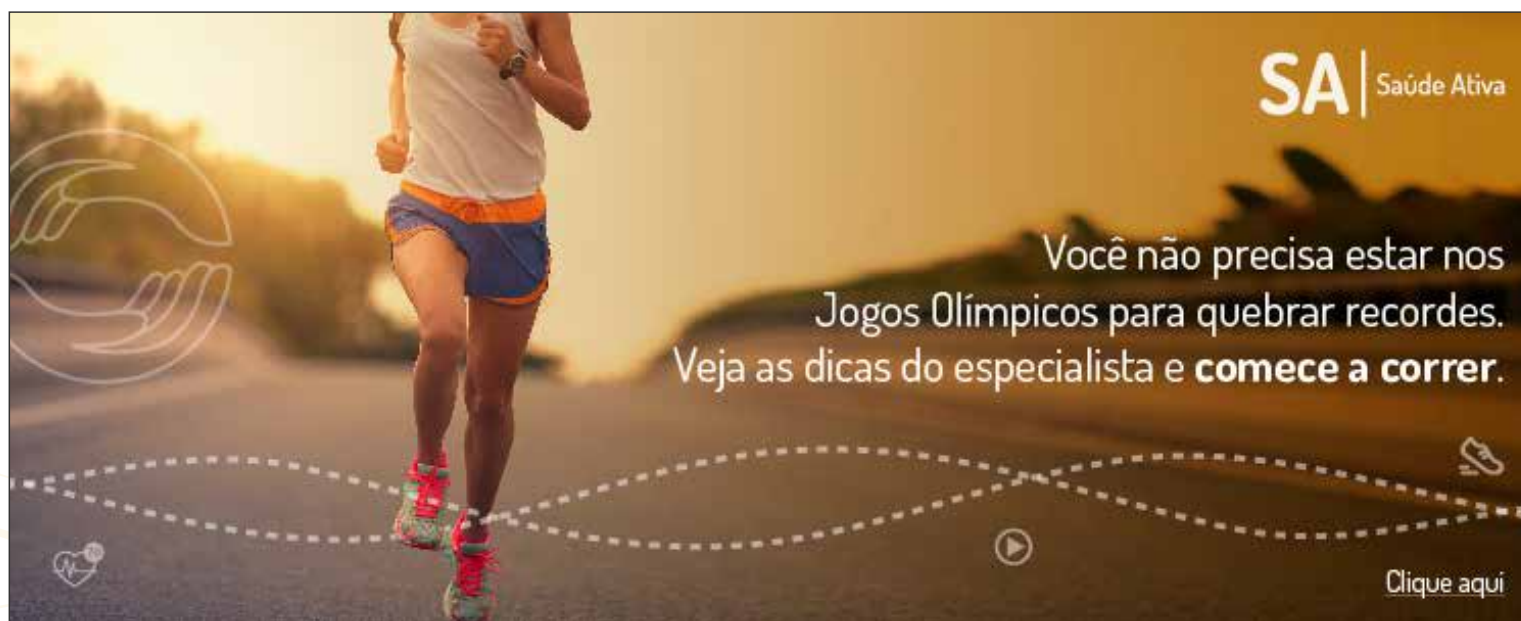 SA | Saúde Ativa
Você não precisa estar nos
Jogos Olímpicos para quebrar recordes.
Veja as dicas do especialista e comece a correr.
Clique aqui